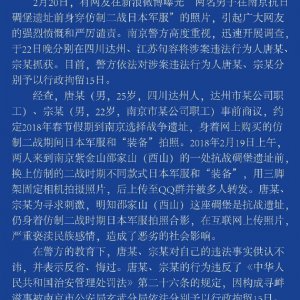 2月20日，有网友在新浪微博曝光“两名男子在南京抗日
碉堡遗址前身穿仿制二战日本军服”的照片，引起广大网友
的强烈愤慨和严厉谴责。南京警方高度重视，迅速开展调查，
于22日晚分别在四川达州、江苏句容将涉案违法行为人唐某、
宗某抓获。目前，警方依法对涉案违法行为人唐某、宗某分
别予以行政拘留15日。
经查，唐某（男，25岁，四川达州人，达州市某公司职
工）、宗某（男，22岁，南京市某公司职工）事前商议，约
定2018年春节假期到南京选择战争遗址，身着网上购买的仿
制二战期间日本军服和“装备”拍照。2018年2月19日上午，
两人来到南京紫金山邵家山（西山）的一处抗战碉堡遗址前，
换上仿制的二战时期不同款式日本军服和“装备”，用三脚
架固定相机拍摄照片，后上传至QQ群并被多人转发。唐某、
宗某为寻求刺激，明知邵家山（西山）这座碉堡是抗战遗址，
仍身着仿制二战时期日本军服拍照合影，在互联网上传照片，
严重亵渎民族感情，造成了恶劣的社会影响。
在警方的教育下，唐某、宗某对自己的违法事实供认不
讳，并表示反省、悔过。唐某、宗某的行为违反了《中华人
民共和国治安管理处罚法》第二十六条的规定，因构成寻衅
滋事被南京市公安局玄武分局依法分别予以行政拘留15日。